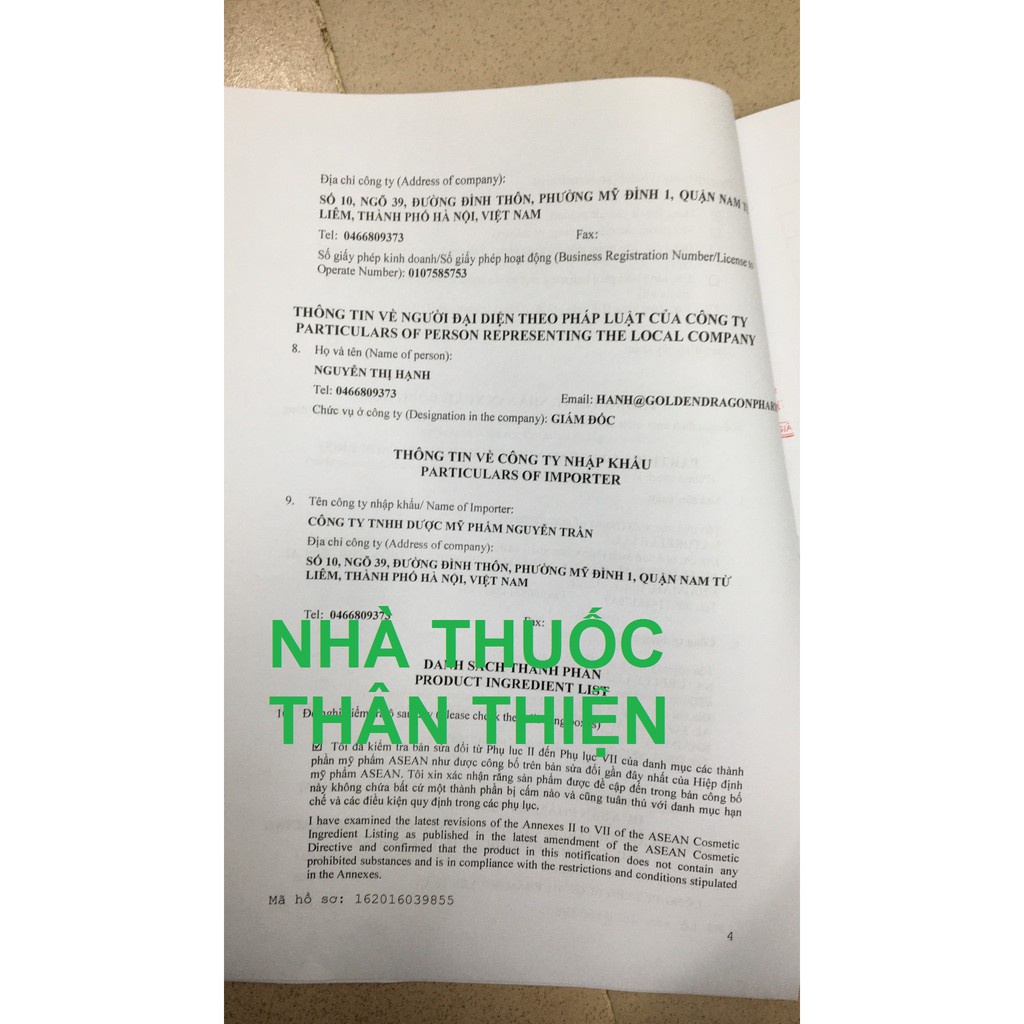 Địa chỉ công ty (Address of company):
SỐ 10, NGÕ 39, ĐƯỜNG ĐÌNH THÔN, PHƯỜNG MỸ ĐÌNH 1, QUẬN NAM
LIÊM, THÀNH PHỐ HÀ NỘI, VIỆT NAM
Tel: 0466809373 Fax:
Số giấy phép kinh doanh/Số giấy phép hoạt động (Business Registration Number/License to
Operate Number): 0107585753
THÔNG TIN VỀ NGƯỜI ĐẠI DIỆN THEO PHÁP LUẬT CỦA CÔNG TY
PARTICULARS OF PERSON REPRESENTING THE LOCAL COMPANY
8. Họ và tên (Name of person):
NGUYỄN THỊ HẠNH
Tel: 0466809373 Email: HANH@GOLDENDRAGONPHAR
Chức vụ ở công ty (Designation in the company): GIÁM ĐỐC
THÔNG TIN VỀ CÔNG TY NHẬP KHẨU
PARTICULARS OF IMPORTER
9. Tên công ty nhập khẩu/ Name of Importer:
CÔNG TY TNHH DƯỢC MỸ PHẨM NGUYỄN TRẦN
Địa chỉ công ty (Address of company):
SỐ 10, NGÕ 39, ĐƯỜNG ĐÌNH THÔN, PHƯỜNG MỸ ĐÌNH 1, QUẬN NAM TỪ
LIÊM, THÀNH PHỐ HÀ NỘI, VIỆT NAM
Tel: 0466809373 Fax:
NHÀ THUỐC
DANH SÁCH THÀNH PHẦN
PRODUCT INGREDIENT LIST
THÂN THIỆN
☑ Tôi đã kiểm tra bản sửa đổi từ Phụ lục II đến Phụ lục VII của danh mục các thành
phần mỹ phẩm ASEAN như được công bố trên bản sửa đổi gần đây nhất của Hiệp định
mỹ phẩm ASEAN. Tôi xin xác nhận rằng sản phẩm được đề cập đến trong bản công bố
này không chứa bất cứ một thành phần bị cấm nào và cũng tuân thủ với danh mục hạn
chế và các điều kiện quy định trong các phụ lục.
I have examined the latest revisions of the Annexes II to VII of the ASEAN Cosmetic
Ingredient Listing as published in the latest amendment of the ASEAN Cosmetic
Directive and confirmed that the product in this notification does not contain any
prohibited substances and is in compliance with the restrictions and conditions stipulated
in the Annexes.
Mã hồ sơ: 162016039855
4